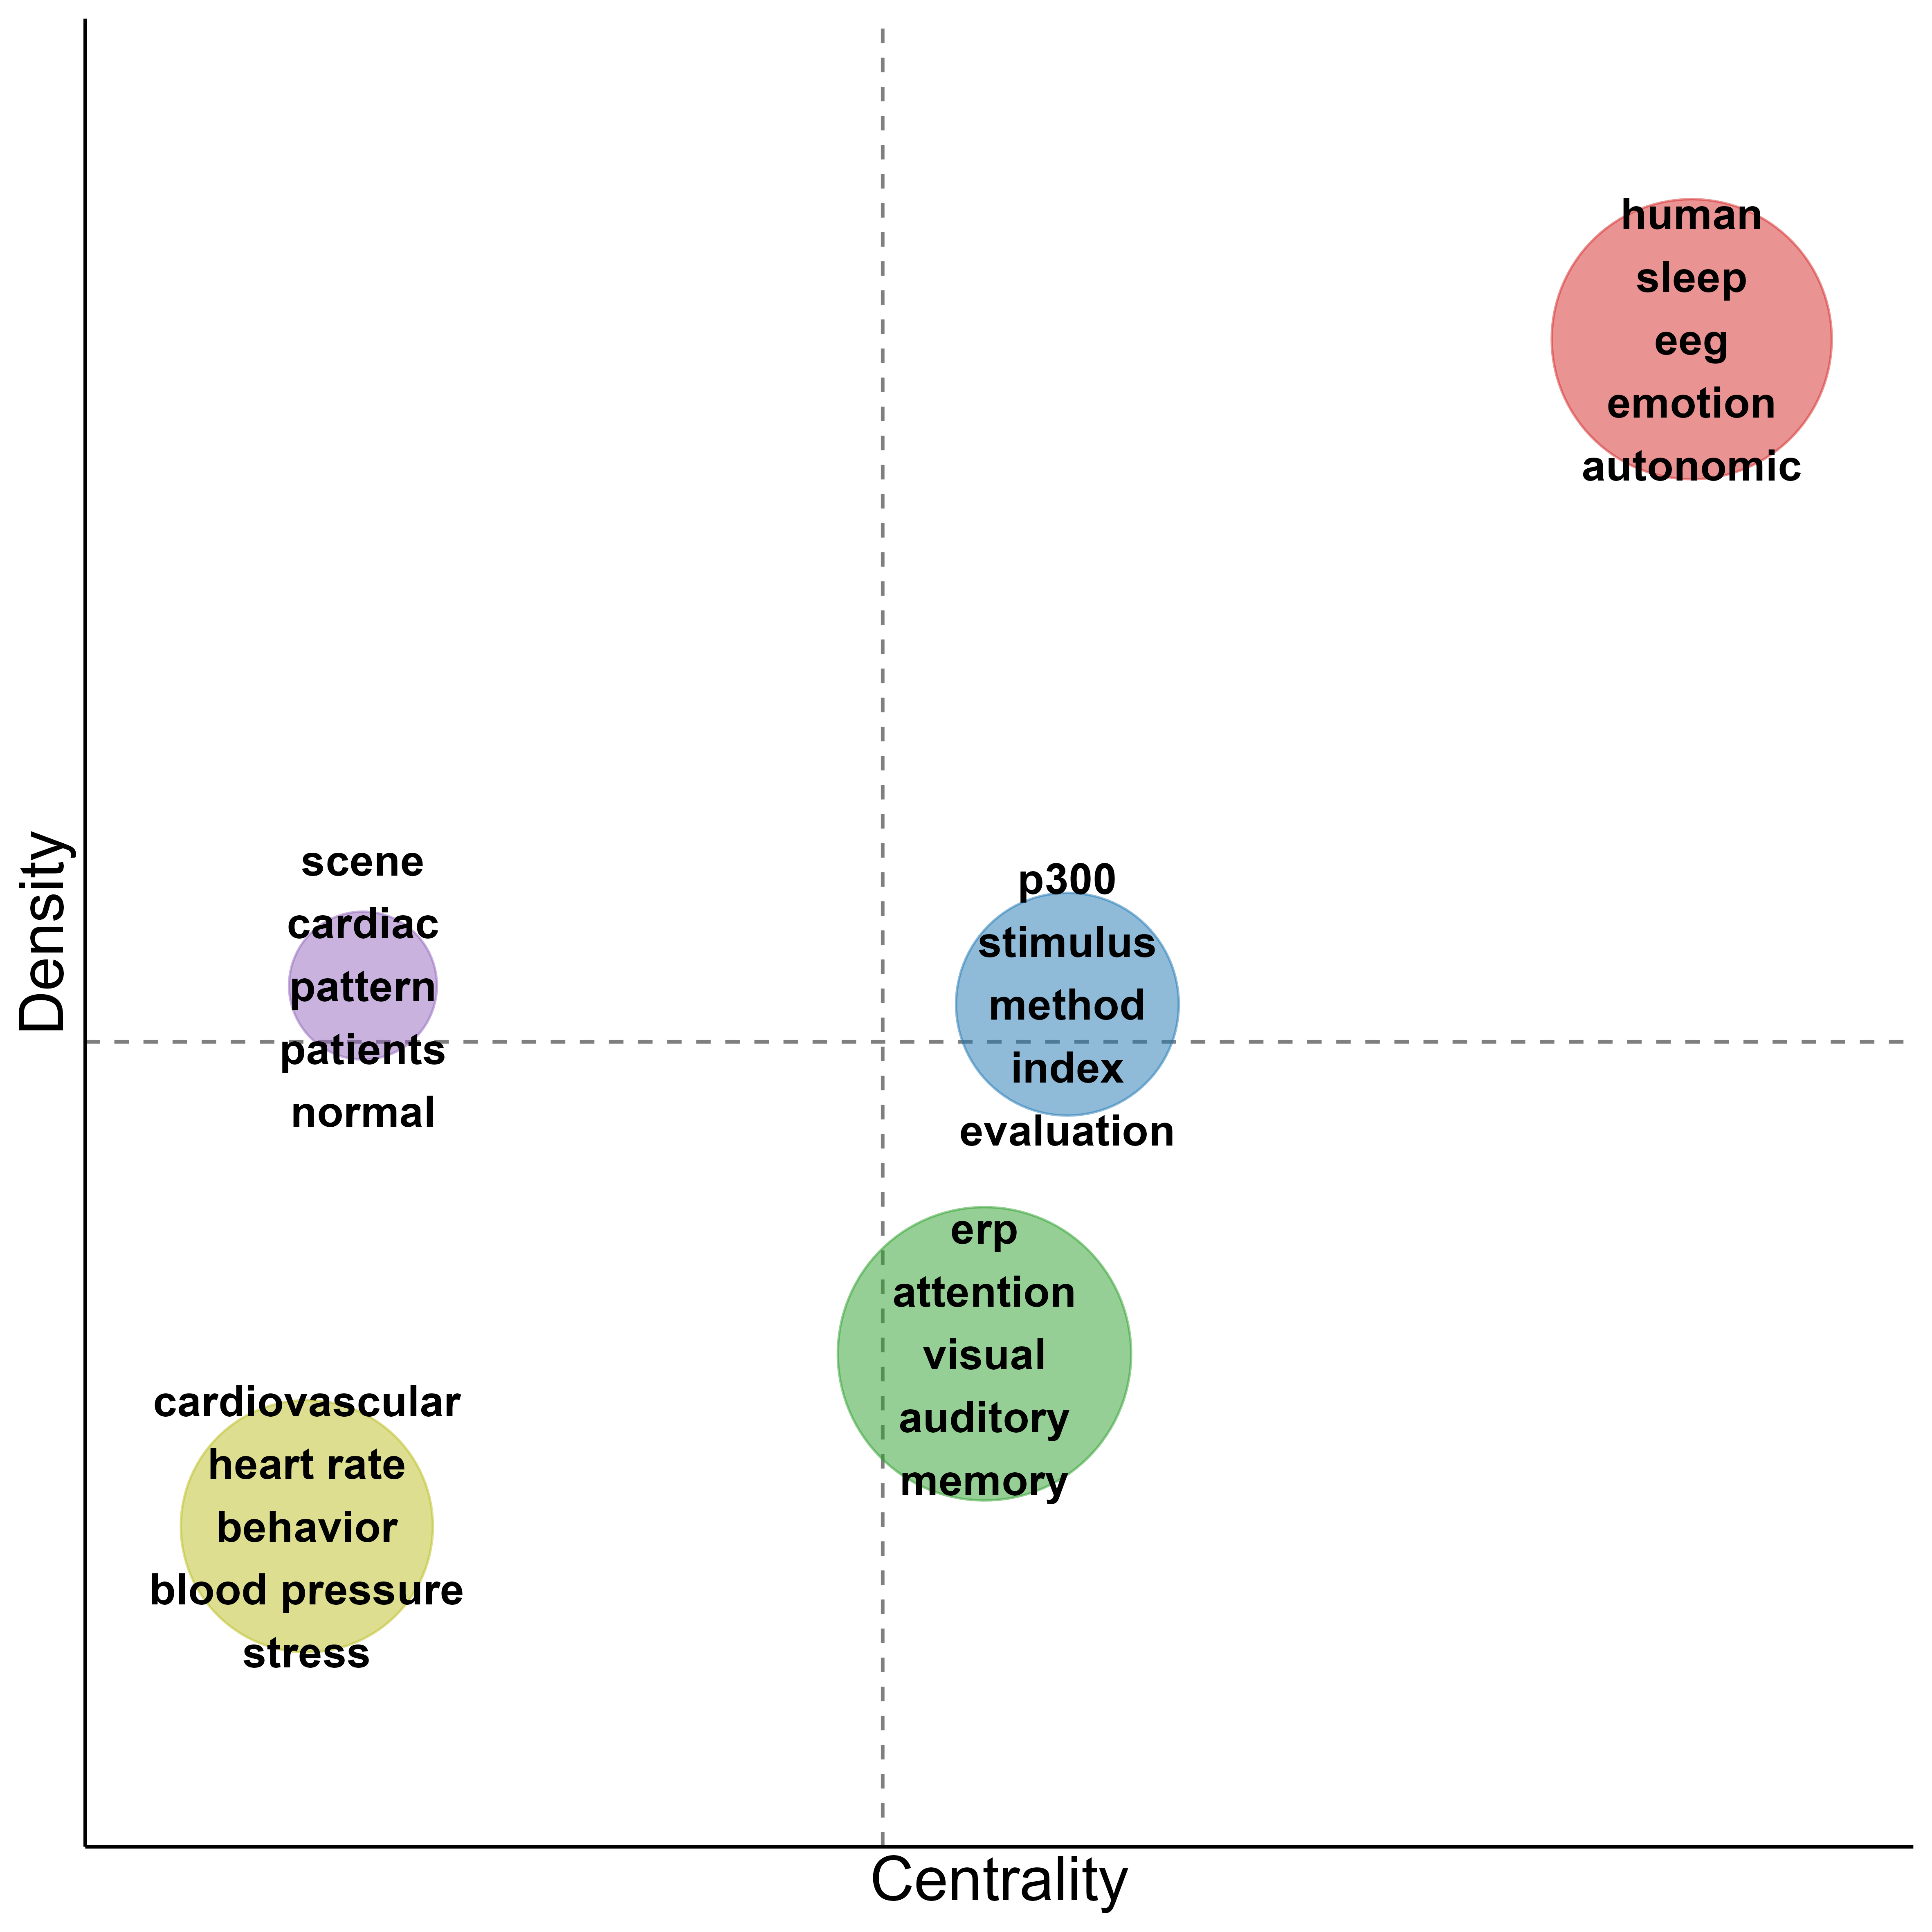 human
sleep
eeg
emotion
autonomic
scene
cardiac
pattern
patients
normal
p300
stimulus
method
index
evaluation
erp
attention
visual
auditory
memory
cardiovascular
heart rate
behavior
blood pressure
stress
Density
Centrality